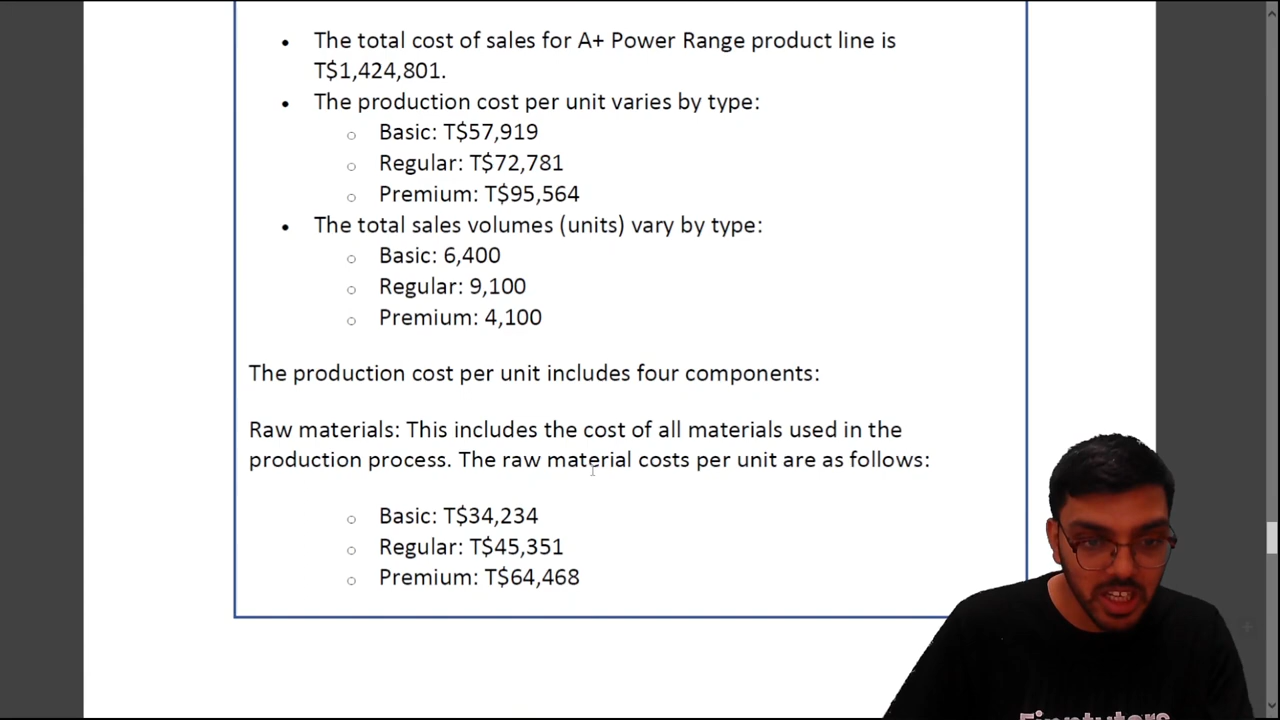 • The total cost of sales for A+ Power Range product line is
T$1,424,801.
• The production cost per unit varies by type:
○ Basic: T$57,919
○ Regular: T$72,781
○ Premium: T$95,564
• The total sales volumes (units) vary by type:
○ Basic: 6,400
○ Regular: 9,100
○ Premium: 4,100
The production cost per unit includes four components:
Raw materials: This includes the cost of all materials used in the
production process. The raw material costs per unit are as follows:
○ Basic: T$34,234
○ Regular: T$45,351
○ Premium: T$64,468